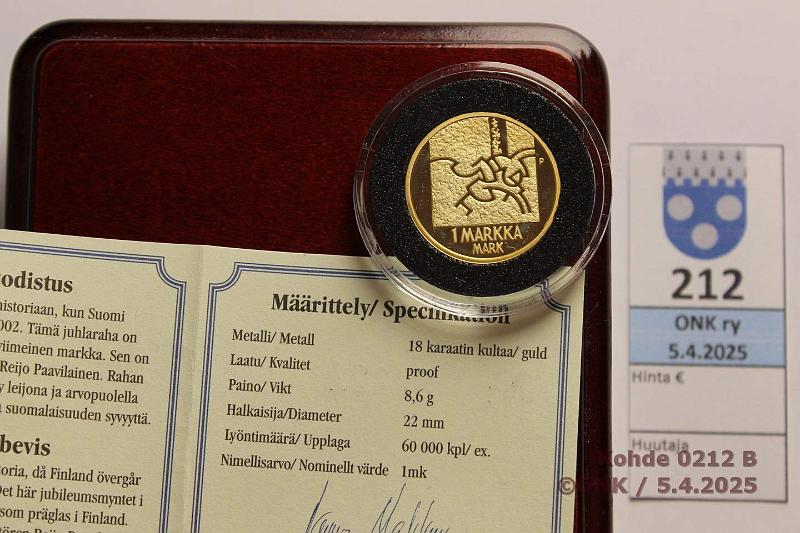 1 MARKKA
MARK
P
odistus
historiaan, kun Suomi
002. Tämä juhlaraha on
viimeinen markka. Sen on
Reijo Paavilainen. Rahan
y leijona ja arvopuolella
suomalaisuuden syvyyttä.
bevis
toria, då Finland övergår
Det här jubileumsmyntet i
som präglas i Finland.
Määrittely/ Specifikation
Metalli/ Metall 18 karaatin kultaa/ guld
Laatu/ Kvalitet proof
Paino/ Vikt 8,6 g
Halkaisija/Diameter 22 mm
Lyöntimäärä/ Upplaga 60 000 kpl/ ex.
Nimellisarvo/ Nominellt värde 1mk
212
ONK ry
5.4.2025
Hinta €
Huutaja
Kohde 0212 B
©ONK / 5.4.2025